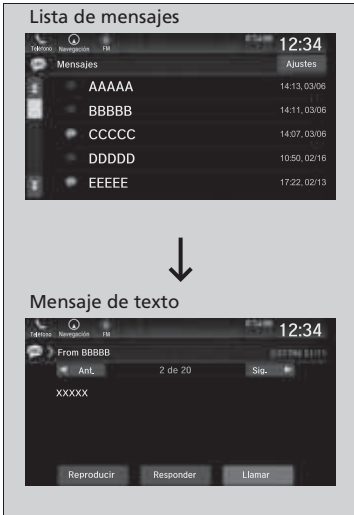 Lista de mensajes
Teléfono Navegación FM 12:34
Mensajes Ajustes
AAAAA 14:13, 03/06
BBBBB 14:11, 03/06
CCCCC 14:07, 03/06
DDDDD 10:50, 02/16
EEEEE 17:22, 02/13
Mensaje de texto
Teléfono Navegación FM 12:34
From BBBBB
Ant. 2 de 20 Sig.
XXXXX
Reproducir Responder Llamar